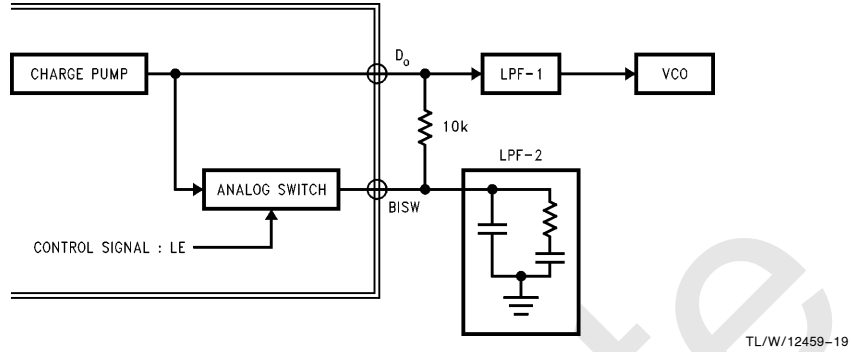 CHARGE PUMP
Do
LPF-1
VCO
10k
LPF-2
ANALOG SWITCH
BISW
CONTROL SIGNAL : LE
TL/W/12459-19